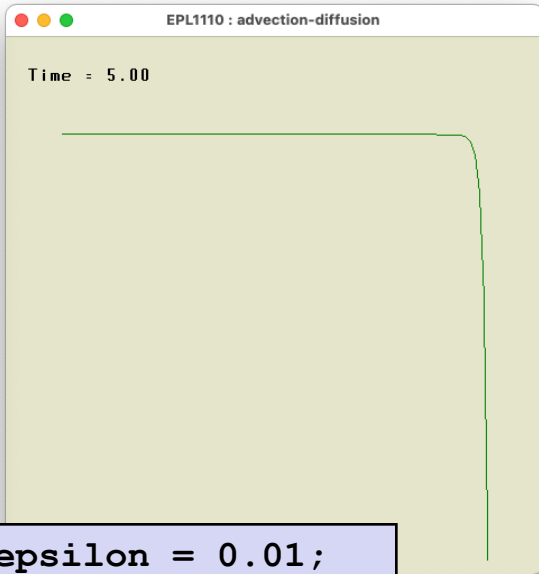 EPL1110 : advection-diffusion
Time = 5.00
epsilon = 0.01;